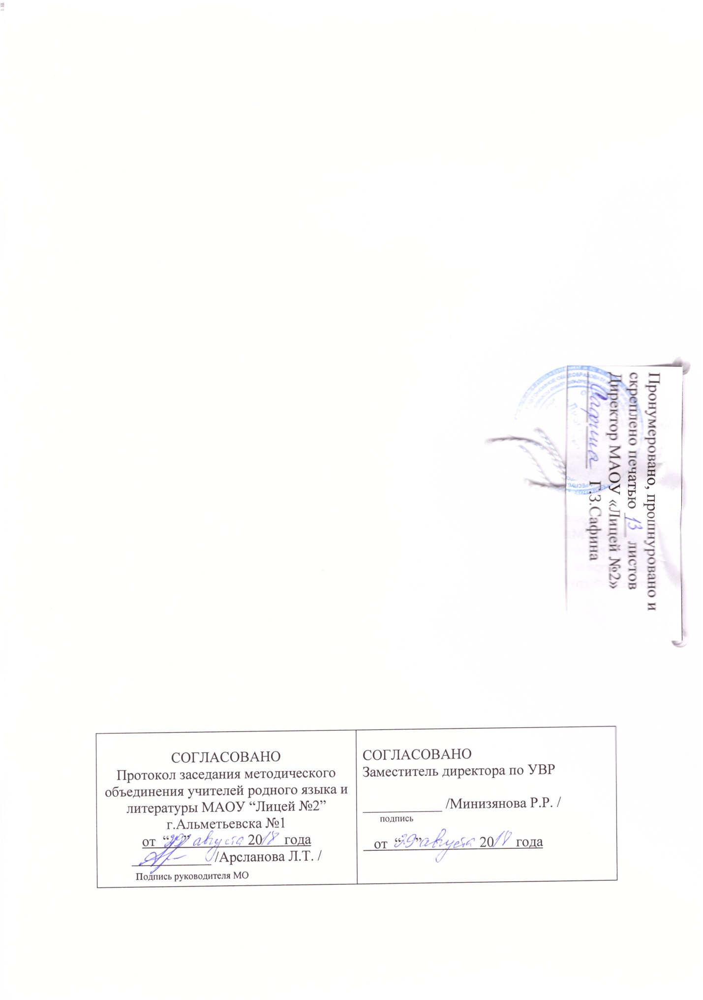 Пронумеровано, прошнуровано и
скреплено печатью 13 листов
Директор МАОУ «Лицей №2»
Сафина Г.З.Сафина
СОГЛАСОВАНО
Протокол заседания методического
объединения учителей родного языка и
литературы МАОУ “Лицей №2”
г.Альметьевска №1
от “29” августа 2018 года
/Арсланова Л.Т. /
Подпись руководителя МО
СОГЛАСОВАНО
Заместитель директора по УВР
____________ /Минизянова Р.Р. /
подпись
от “29” августа 2018 года